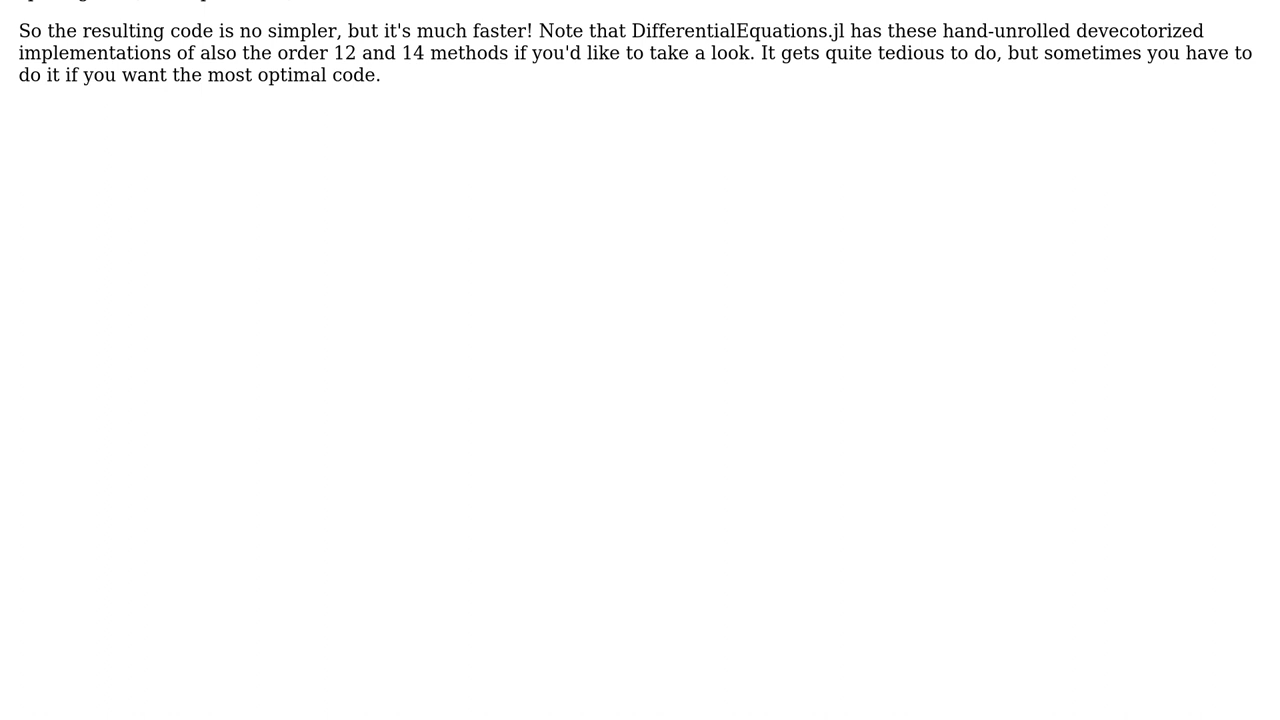 So the resulting code is no simpler, but it's much faster! Note that DifferentialEquations.jl has these hand-unrolled devecotorized
implementations of also the order 12 and 14 methods if you'd like to take a look. It gets quite tedious to do, but sometimes you have to
do it if you want the most optimal code.